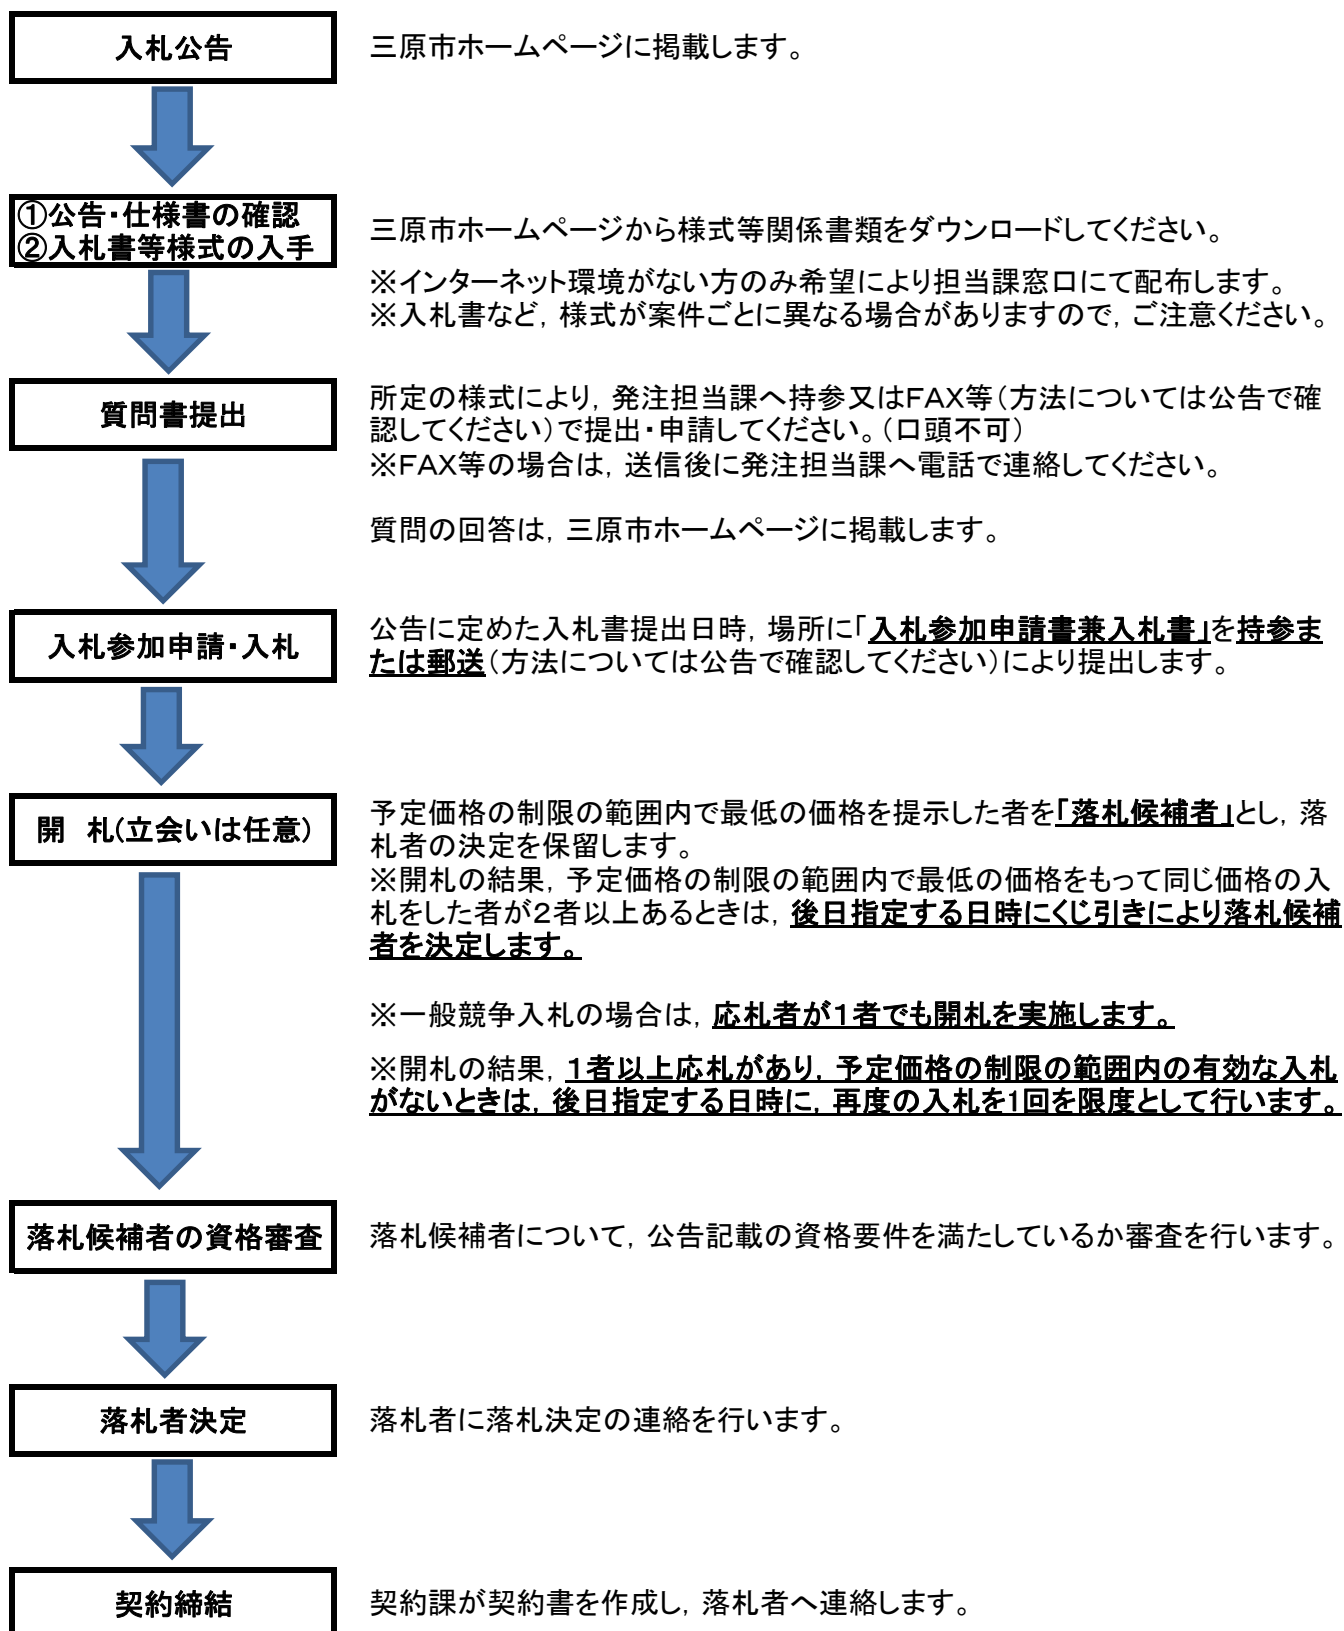 入札公告
三原市ホームページに掲載します。
①公告・仕様書の確認
②入札書等様式の入手
三原市ホームページから様式等関係書類をダウンロードしてください。
※インターネット環境がない方のみ希望により担当課窓口にて配布します。
※入札書など，様式が案件ごとに異なる場合がありますので，ご注意ください。
質問書提出
所定の様式により，発注担当課へ持参又はFAX等（方法については公告で確
認してください）で提出・申請してください。（口頭不可）
※FAX等の場合は，送信後に発注担当課へ電話で連絡してください。
質問の回答は，三原市ホームページに掲載します。
入札参加申請・入札
公告に定めた入札書提出日時，場所に「入札参加申請書兼入札書」を持参ま
たは郵送（方法については公告で確認してください）により提出します。
開　札(立会いは任意)
予定価格の制限の範囲内で最低の価格を提示した者を「落札候補者」とし，落
札者の決定を保留します。
※開札の結果，予定価格の制限の範囲内で最低の価格をもって同じ価格の入
札をした者が２者以上あるときは，後日指定する日時にくじ引きにより落札候補
者を決定します。
※一般競争入札の場合は，応札者が１者でも開札を実施します。
※開札の結果，１者以上応札があり，予定価格の制限の範囲内の有効な入札
がないときは，後日指定する日時に，再度の入札を1回を限度として行います。
落札候補者の資格審査
落札候補者について，公告記載の資格要件を満たしているか審査を行います。
落札者決定
落札者に落札決定の連絡を行います。
契約締結
契約課が契約書を作成し，落札者へ連絡します。